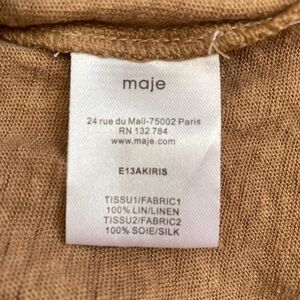 maje
24 rue du Mail-75002 Paris
RN 132 784
www.maje.com
E13AKIRIS
TISSU1/FABRIC1
100% LIN/LINEN
TISSU2/FABRIC2
100% SOIE/SILK